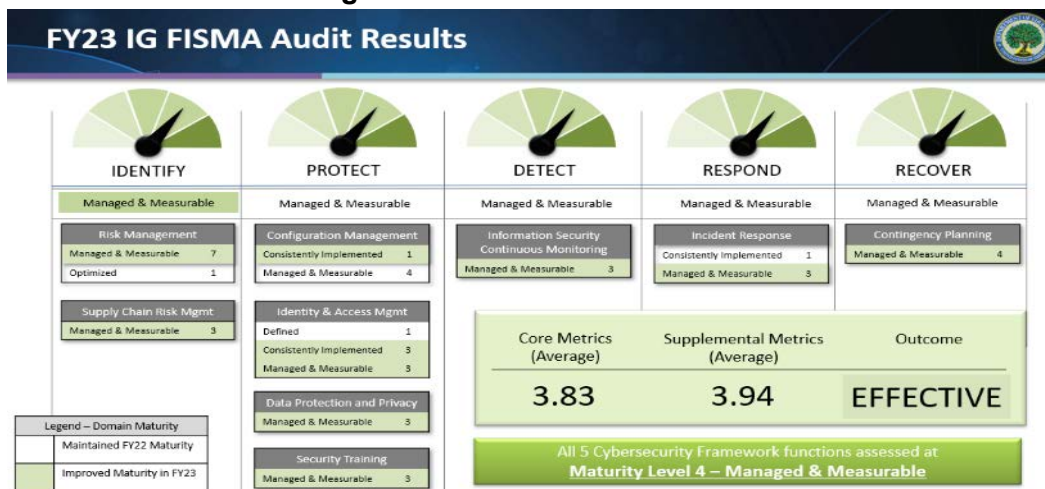 FY23 IG FISMA Audit Results
IDENTIFY
PROTECT
DETECT
RESPOND
RECOVER
Managed & Measurable
Managed & Measurable
Managed & Measurable
Managed & Measurable
Managed & Measurable
Risk Management
Managed & Measurable 7
Optimized 1
Supply Chain Risk Mgmt
Managed & Measurable 3
Configuration Management
Consistently Implemented 1
Managed & Measurable 4
Identity & Access Mgmt
Defined 1
Consistently Implemented 3
Managed & Measurable 3
Data Protection and Privacy
Managed & Measurable 3
Security Training
Managed & Measurable 3
Information Security
Continuous Monitoring
Managed & Measurable 3
Incident Response
Consistently Implemented 1
Managed & Measurable 3
Contingency Planning
Managed & Measurable 4
Core Metrics
(Average)
Supplemental Metrics
(Average)
Outcome
3.83
3.94
EFFECTIVE
All 5 Cybersecurity Framework functions assessed at
Maturity Level 4 – Managed & Measurable
Legend – Domain Maturity
Maintained FY22 Maturity
Improved Maturity in FY23